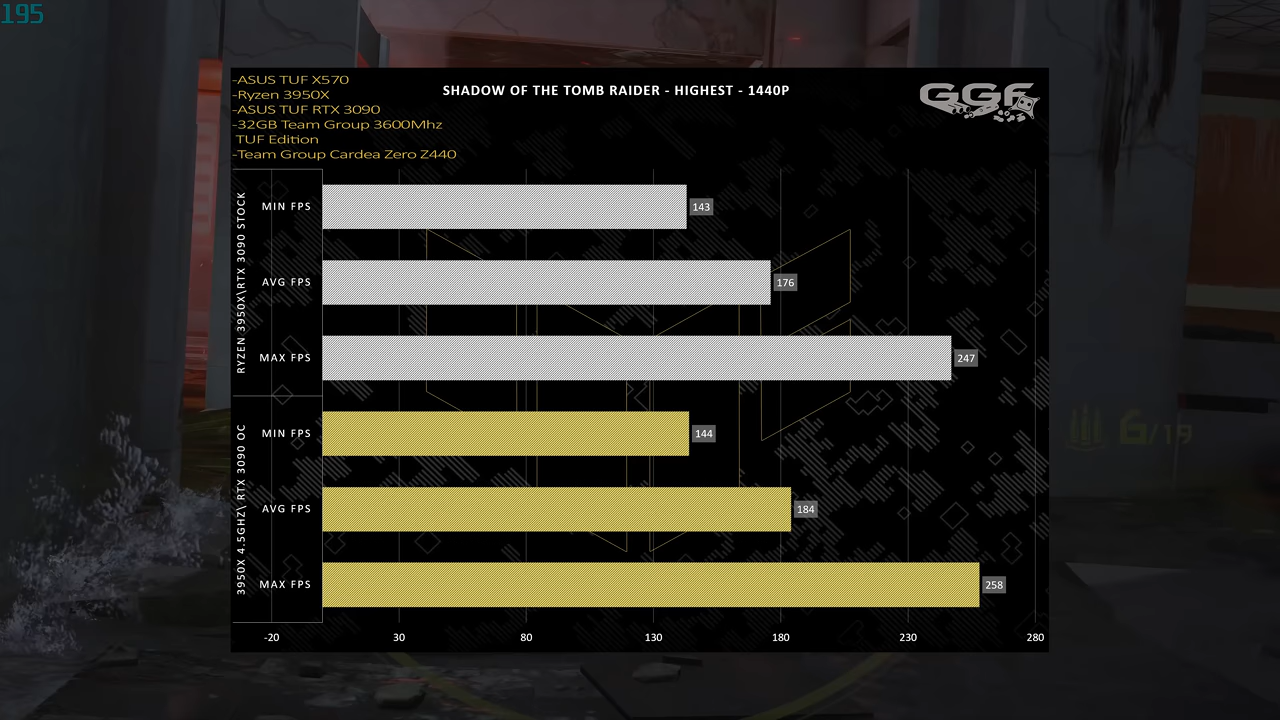 195
-ASUS TUF X570
-Ryzen 3950X
-ASUS TUF RTX 3090
-32GB Team Group 3600Mhz
TUF Edition
-Team Group Cardea Zero Z440
SHADOW OF THE TOMB RAIDER - HIGHEST - 1440P
GGF
RYZEN 3950X\RTX 3090 STOCK
MIN FPS
143
AVG FPS
176
MAX FPS
247
3950X 4.5GHZ\ RTX 3090 OC
MIN FPS
144
AVG FPS
184
MAX FPS
258
-20 30 80 130 180 230 280
6/19